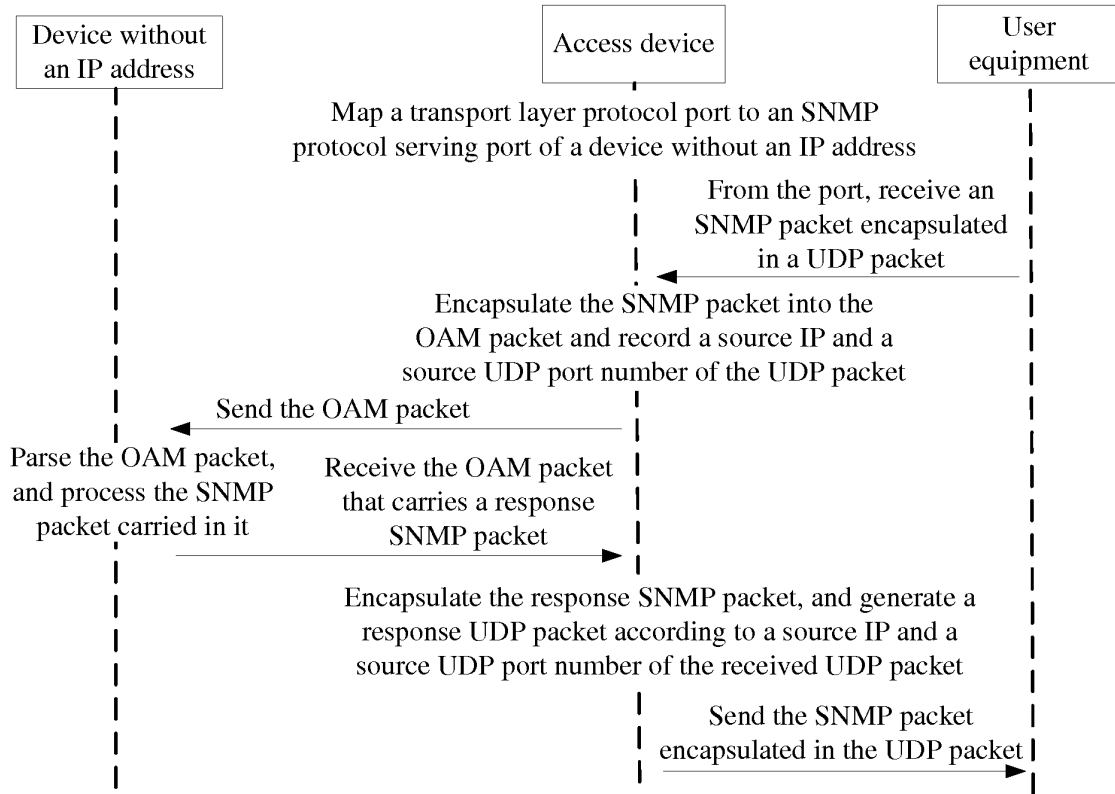 Device without
an IP address
Access device
User
equipment
Map a transport layer protocol port to an SNMP
protocol serving port of a device without an IP address
From the port, receive an
SNMP packet encapsulated
in a UDP packet
Encapsulate the SNMP packet into the
OAM packet and record a source IP and a
source UDP port number of the UDP packet
Send the OAM packet
Parse the OAM packet,
and process the SNMP
packet carried in it
Receive the OAM packet
that carries a response
SNMP packet
Encapsulate the response SNMP packet, and generate a
response UDP packet according to a source IP and a
source UDP port number of the received UDP packet
Send the SNMP packet
encapsulated in the UDP packet